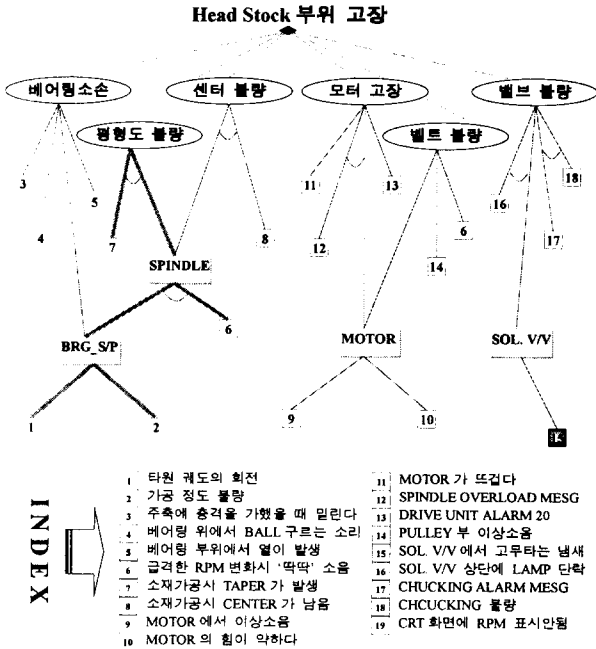 Head Stock 부위 고장
베어링소손
센터 불량
모터 고장
밸브 불량
평형도 불량
벨트 불량
3
5
4
7
8
11
13
12
6
14
16
18
17
SPINDLE
6
BRG_S/P
MOTOR
SOL. V/V
1
2
9
10
INDEX
1 타원 궤도의 회전
2 가공 정도 불량
3 주축에 충격을 가했을 때 밀린다
4 베어링 위에서 BALL 구르는 소리
5 베어링 부위에서 열이 발생
6 급격한 RPM 변화시 '딱딱' 소음
7 소재가공시 TAPER 가 발생
8 소재가공시 CENTER 가 남음
9 MOTOR 에서 이상소음
10 MOTOR 의 힘이 약하다
11 MOTOR 가 뜨겁다
12 SPINDLE OVERLOAD MESG
13 DRIVE UNIT ALARM 20
14 PULLEY 부 이상소음
15 SOL. V/V 에서 고무타는 냄새
16 SOL. V/V 상단에 LAMP 단락
17 CHUCKING ALARM MESG
18 CHCUCKING 불량
19 CRT 화면에 RPM 표시안됨